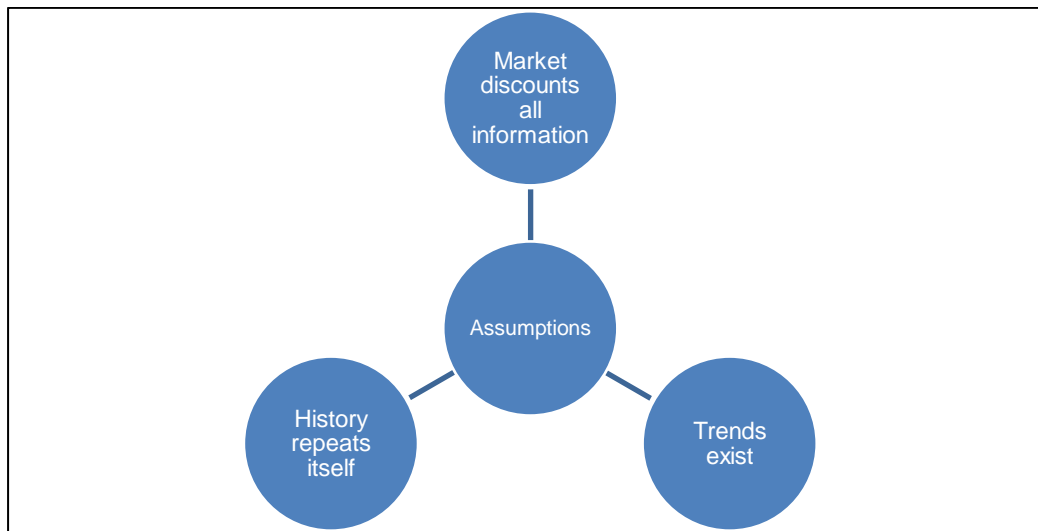 Market
discounts
all
information
Assumptions
History
repeats
itself
Trends
exist